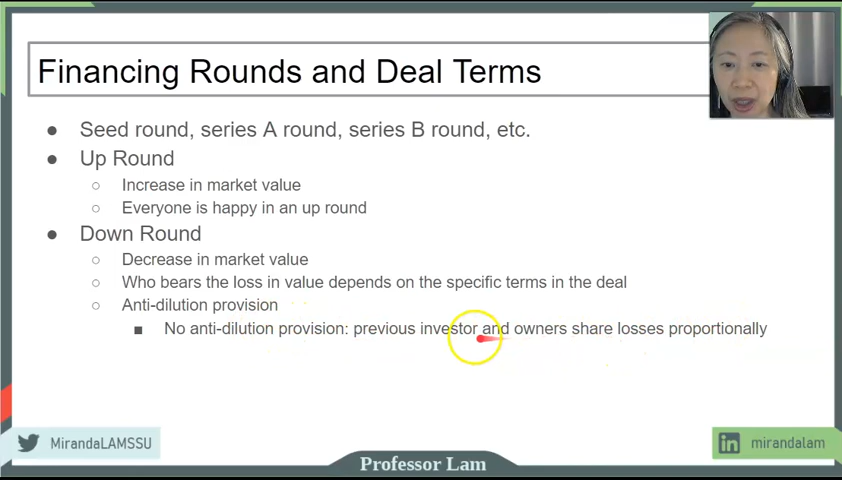 Financing Rounds and Deal Terms
● Seed round, series A round, series B round, etc.
● Up Round
○ Increase in market value
○ Everyone is happy in an up round
● Down Round
○ Decrease in market value
○ Who bears the loss in value depends on the specific terms in the deal
○ Anti-dilution provision
■ No anti-dilution provision: previous investor and owners share losses proportionally
MirandaLAMSSU
mirandalam
Professor Lam